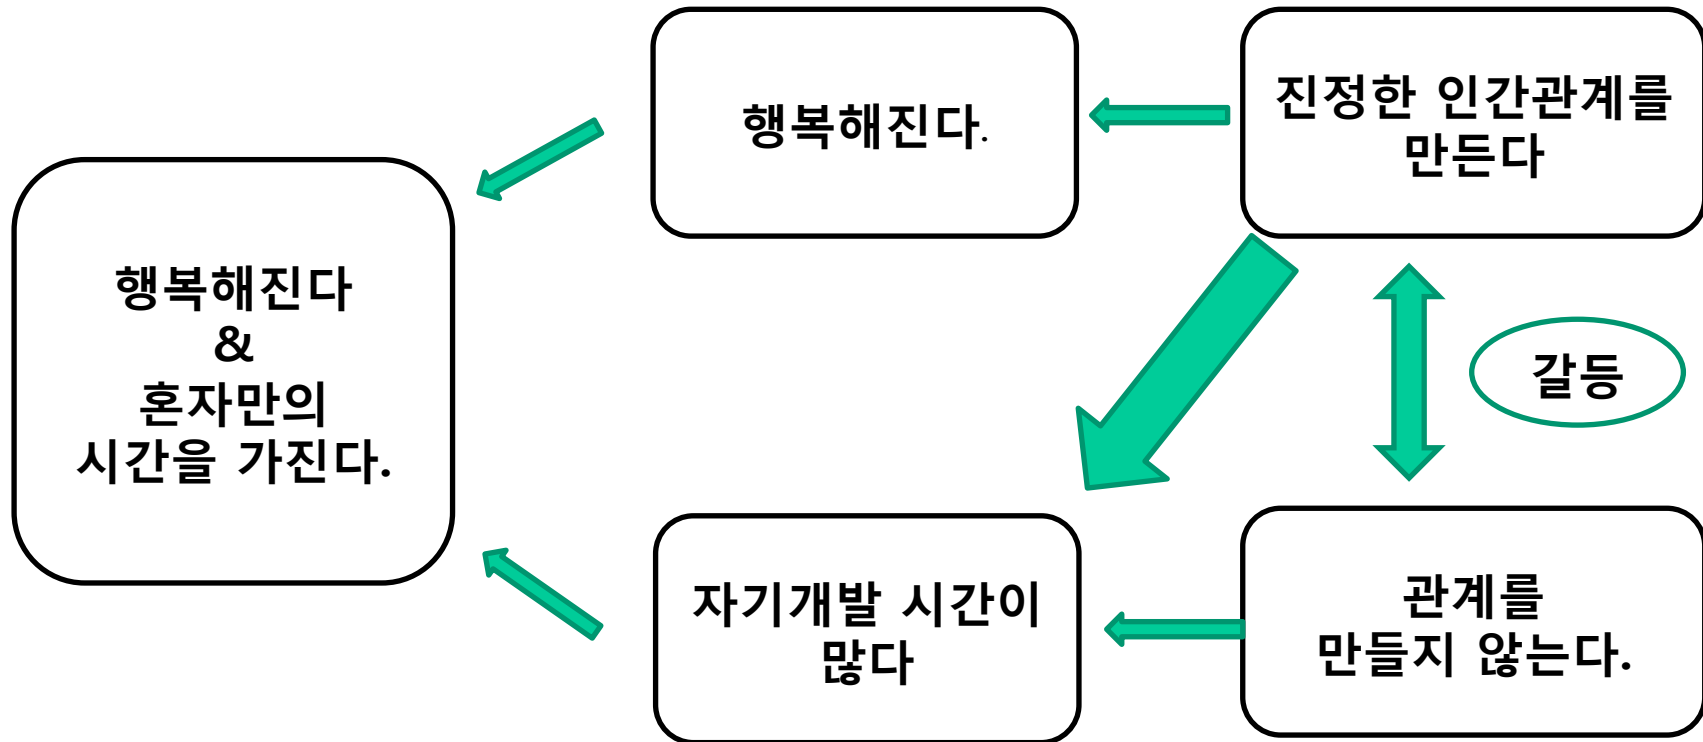 행복해진다.
진정한 인간관계를
만든다
행복해진다
&
혼자만의
시간을 가진다.
갈등
자기개발 시간이
많다
관계를
만들지 않는다.